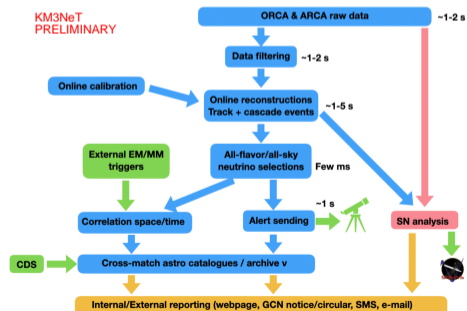 KM3NeT
PRELIMINARY
ORCA & ARCA raw data
~1-2 s
Data filtering
~1-2 s
Online calibration
Online reconstructions
Track + cascade events
~1-5 s
External EM/MM
triggers
All-flavor/all-sky
neutrino selections
Few ms
~1 s
Correlation space/time
Alert sending
SN analysis
CDS
Cross-match astro catalogues / archive ν
Internal/External reporting (webpage, GCN notice/circular, SMS, e-mail)